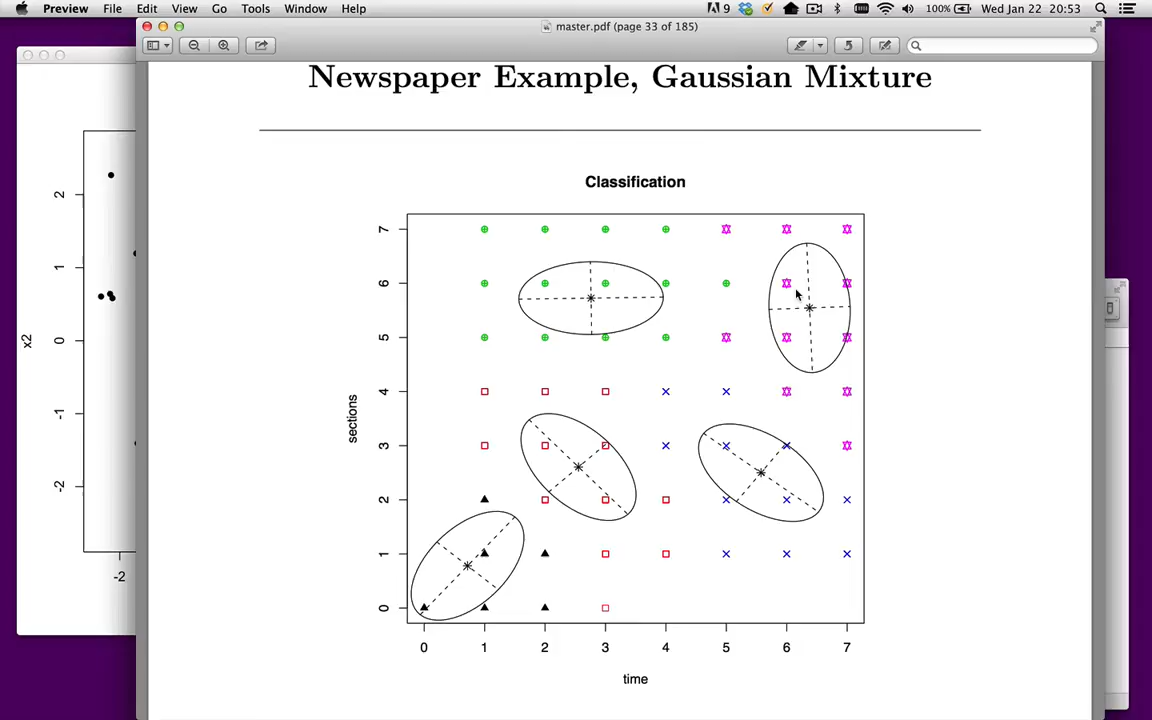 Preview File Edit View Go Tools Window Help 9 100% Wed Jan 22 20:53
master.pdf (page 33 of 185)
Newspaper Example, Gaussian Mixture
Classification
7
6
5
4
3
2
1
0
sections
0 1 2 3 4 5 6 7
time
2
1
0
-1
-2
x2
-2